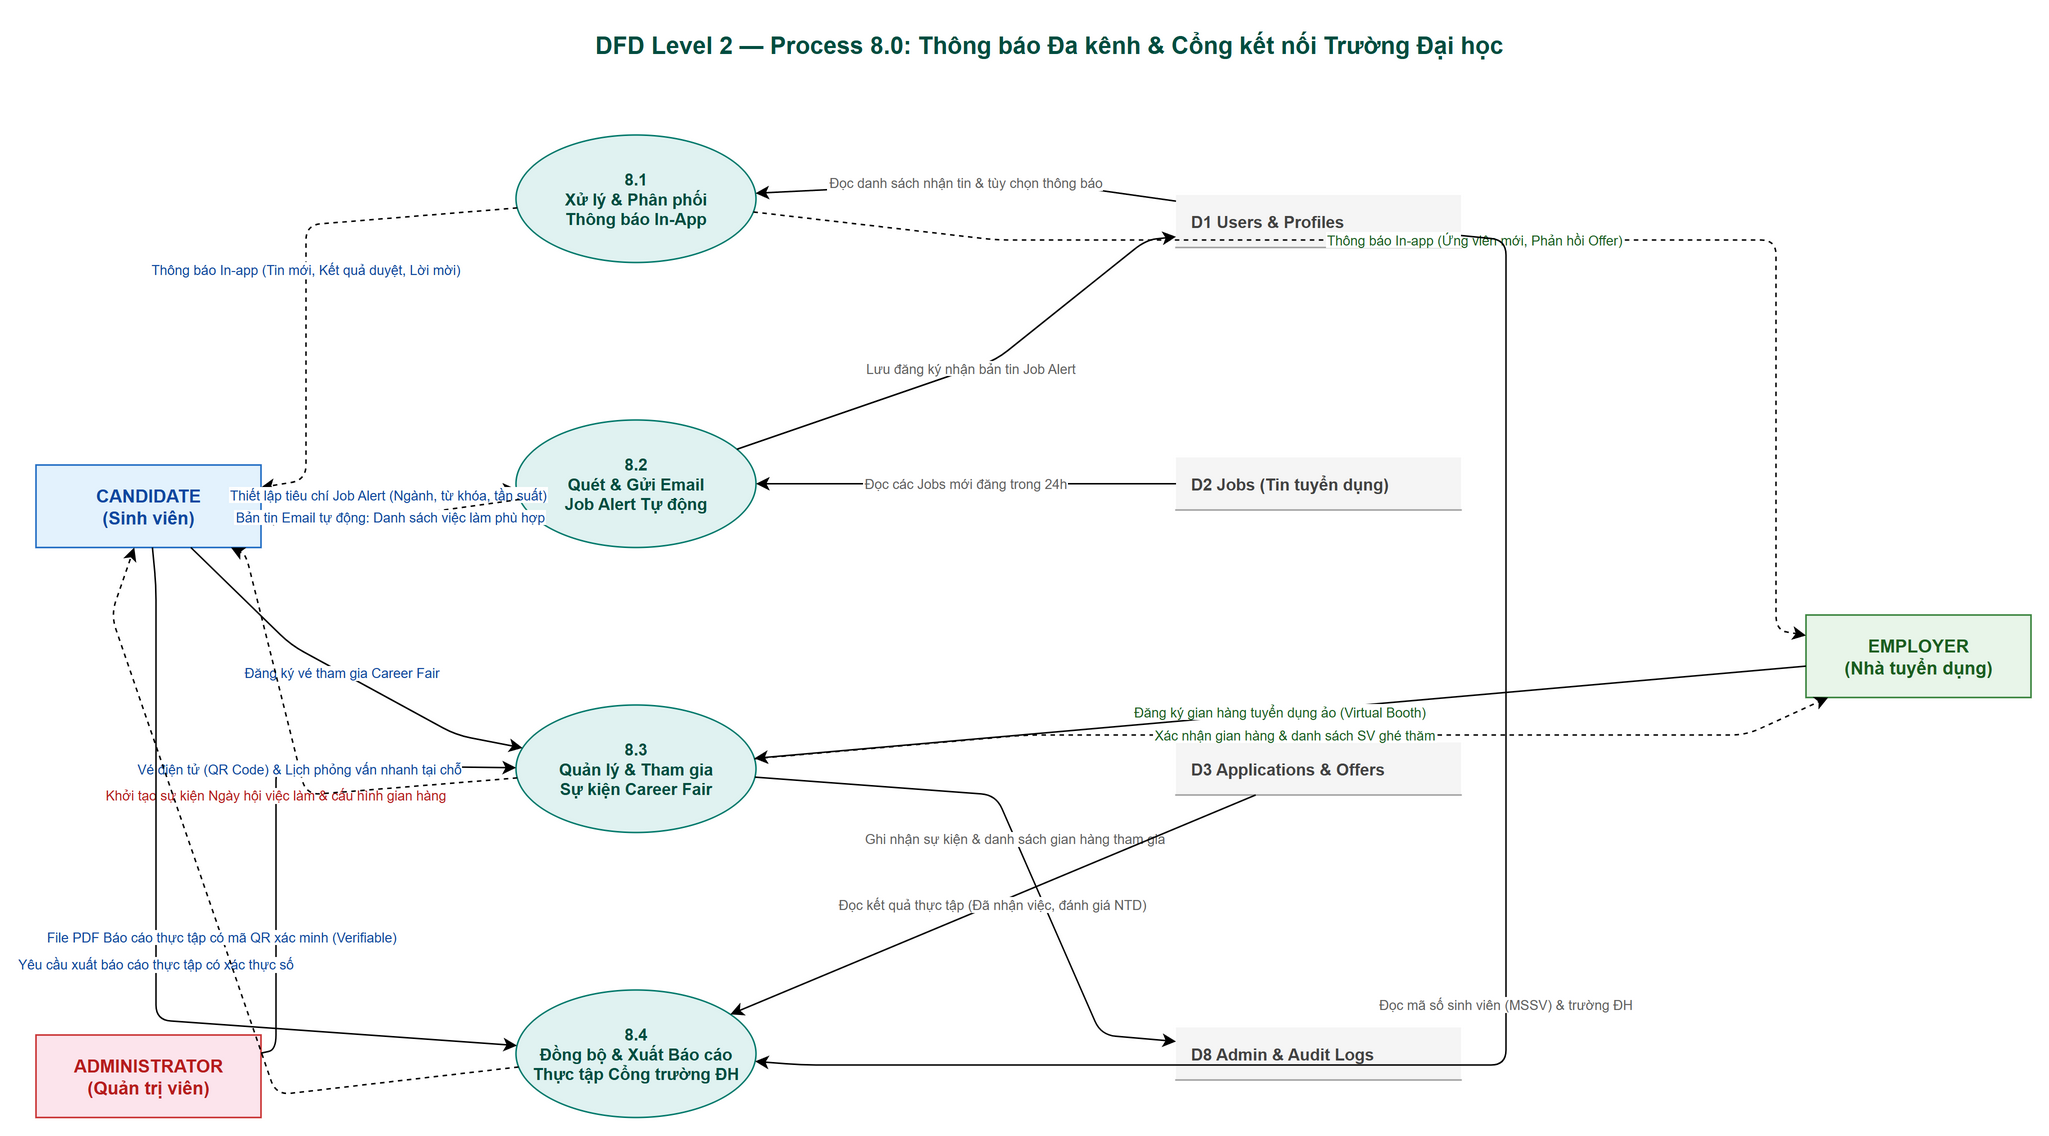 DFD Level 2 — Process 8.0: Thông báo Đa kênh & Cổng kết nối Trường Đại học
8.1
Xử lý & Phân phối
Thông báo In-App
Đọc danh sách nhận tin & tùy chọn thông báo
D1 Users & Profiles
Thông báo In-app (Ứng viên mới, Phản hồi Offer)
Thông báo In-app (Tin mới, Kết quả duyệt, Lời mời)
Lưu đăng ký nhận bản tin Job Alert
8.2
Quét & Gửi Email
Job Alert Tự động
Đọc các Jobs mới đăng trong 24h
D2 Jobs (Tin tuyển dụng)
CANDIDATE
(Sinh viên)
Thiết lập tiêu chí Job Alert (Ngành, từ khóa, tần suất)
Bản tin Email tự động: Danh sách việc làm phù hợp
EMPLOYER
(Nhà tuyển dụng)
Đăng ký vé tham gia Career Fair
Đăng ký gian hàng tuyển dụng ảo (Virtual Booth)
Xác nhận gian hàng & danh sách SV ghé thăm
8.3
Quản lý & Tham gia
Sự kiện Career Fair
D3 Applications & Offers
Vé điện tử (QR Code) & Lịch phỏng vấn nhanh tại chỗ
Khởi tạo sự kiện Ngày hội việc làm & cấu hình gian hàng
Ghi nhận sự kiện & danh sách gian hàng tham gia
Đọc kết quả thực tập (Đã nhận việc, đánh giá NTD)
File PDF Báo cáo thực tập có mã QR xác minh (Verifiable)
Yêu cầu xuất báo cáo thực tập có xác thực số
Đọc mã số sinh viên (MSSV) & trường ĐH
8.4
Đồng bộ & Xuất Báo cáo
Thực tập Cổng trường ĐH
D8 Admin & Audit Logs
ADMINISTRATOR
(Quản trị viên)